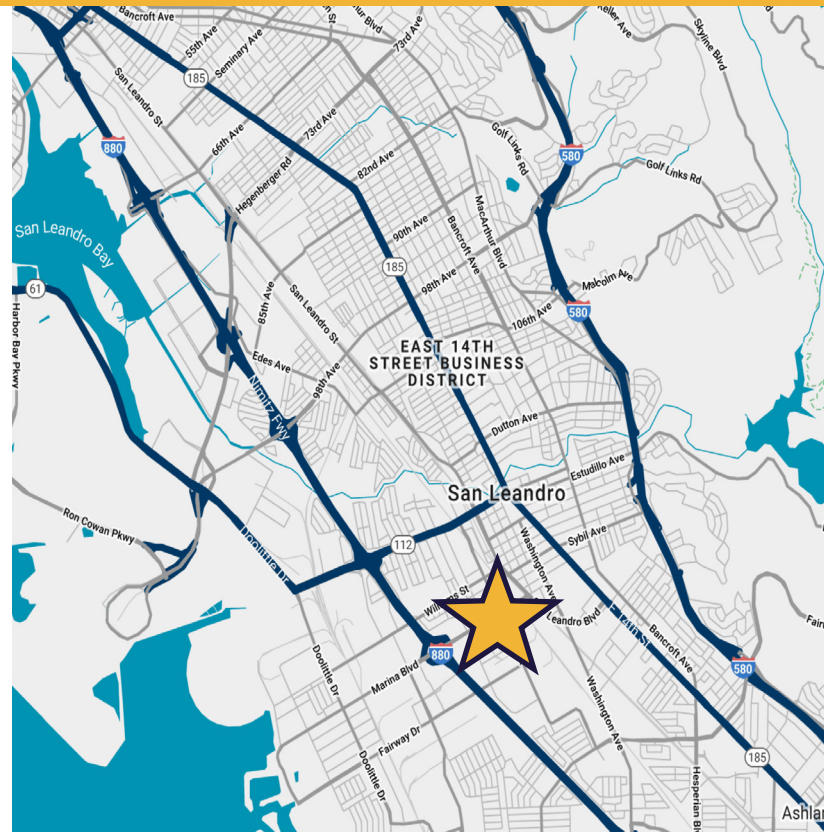 Bancroft Ave
55th Ave
Seminary Ave
73rd Ave
Skyline Blvd
185
San Leandro St
880
66th Ave
73rd Ave
Hegenberger Rd
82nd Ave
Golf Links Rd
580
Golf Links Rd
San Leandro Bay
90th Ave
Bancroft Ave
MacArthur Blvd
185
98th Ave
61
Harbor Bay Pkwy
85th Ave
San Leandro St
106th Ave
Malcolm Ave
580
Edes Ave
98th Ave
EAST 14TH
STREET BUSINESS
DISTRICT
Nimitz Fwy
Dutton Ave
Estudillo Ave
San Leandro
Ron Cowan Pkwy
Doolittle Dr
112
Sybil Ave
Washington Ave
Leandro Blvd
E 14th St
Bancroft Ave
880
580
Marina Blvd
Doolittle Dr
Fairway Dr
Washington Ave
Doolittle Dr
185